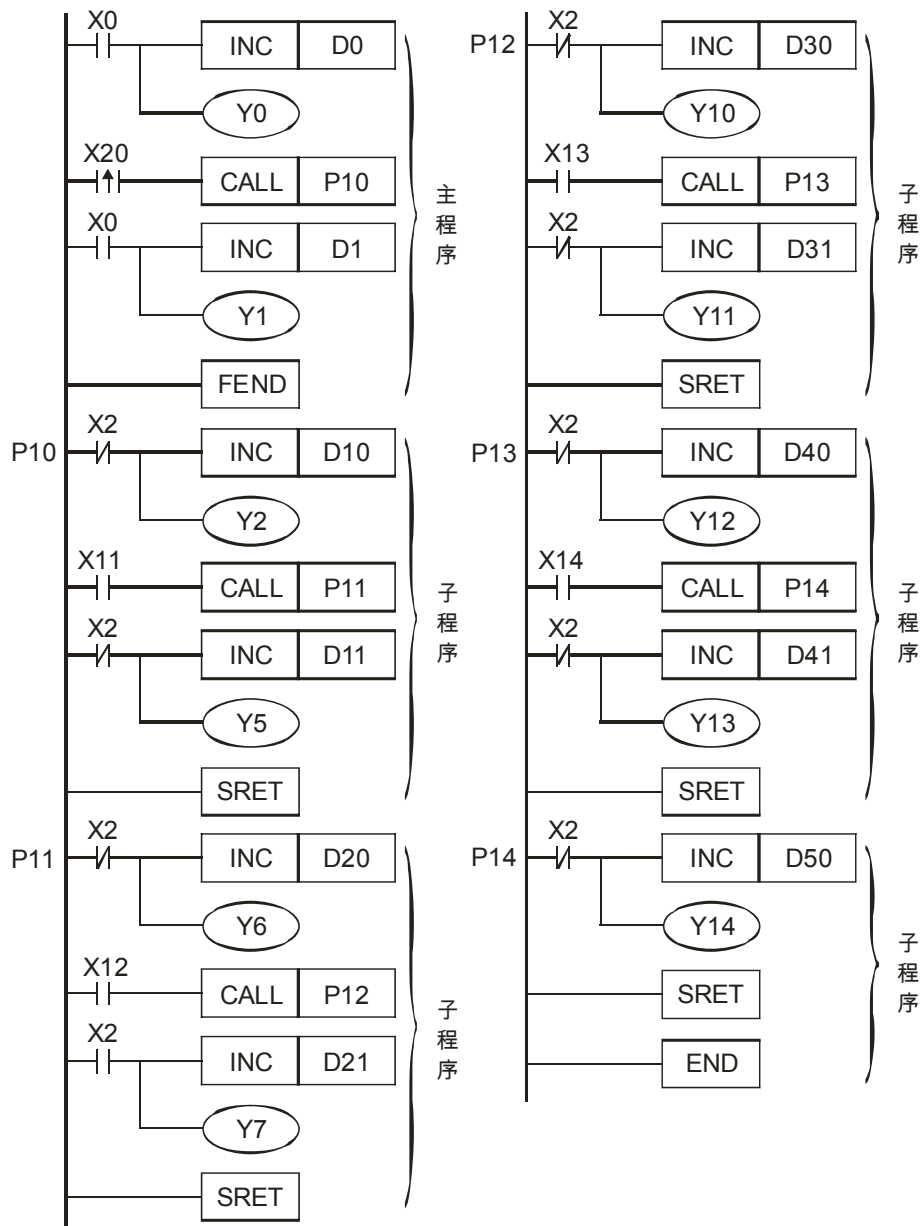 X0
INC D0
Y0
X20
CALL P10
X0
INC D1
Y1
FEND
主程序
P10
X2
INC D10
Y2
X11
CALL P11
X2
INC D11
Y5
SRET
子程序
P11
X2
INC D20
Y6
X12
CALL P12
X2
INC D21
Y7
SRET
子程序
P12
X2
INC D30
Y10
X13
CALL P13
X2
INC D31
Y11
SRET
子程序
P13
X2
INC D40
Y12
X14
CALL P14
X2
INC D41
Y13
SRET
子程序
P14
X2
INC D50
Y14
SRET
END
子程序